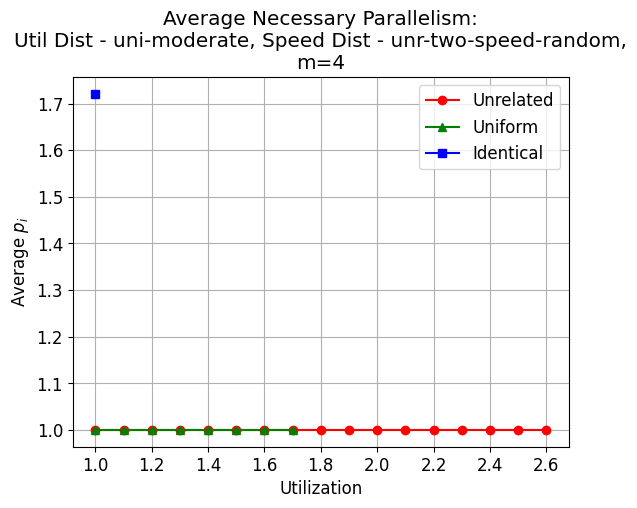 Average Necessary Parallelism:
Util Dist - uni-moderate, Speed Dist - unr-two-speed-random,
m=4
Unrelated
Uniform
Identical
1.7
1.6
1.5
1.4
1.3
1.2
1.1
1.0
Average $p_i$
1.0 1.2 1.4 1.6 1.8 2.0 2.2 2.4 2.6
Utilization